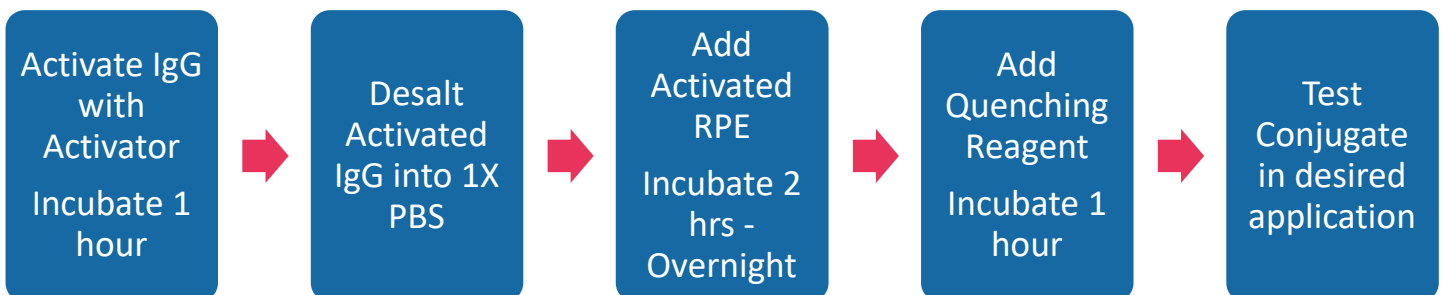 Activate IgG
with
Activator
Incubate 1
hour
Desalt
Activated
IgG into 1X
PBS
Add
Activated
RPE
Incubate 2
hrs -
Overnight
Add
Quenching
Reagent
Incubate 1
hour
Test
Conjugate
in desired
application